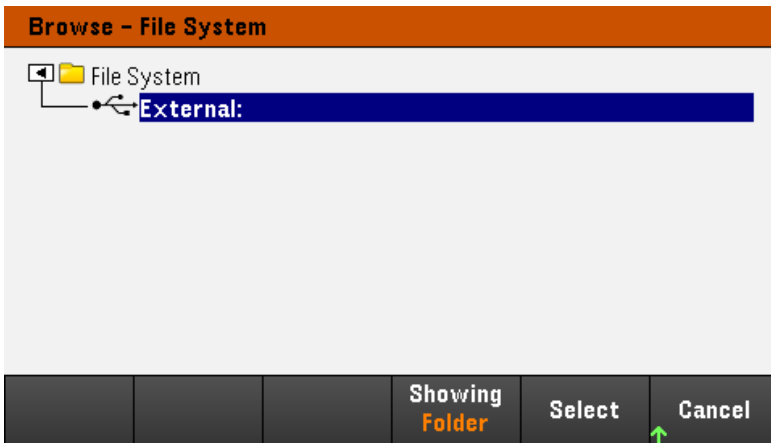 Browse – File System
File System
External:
Showing
Folder
Select
Cancel